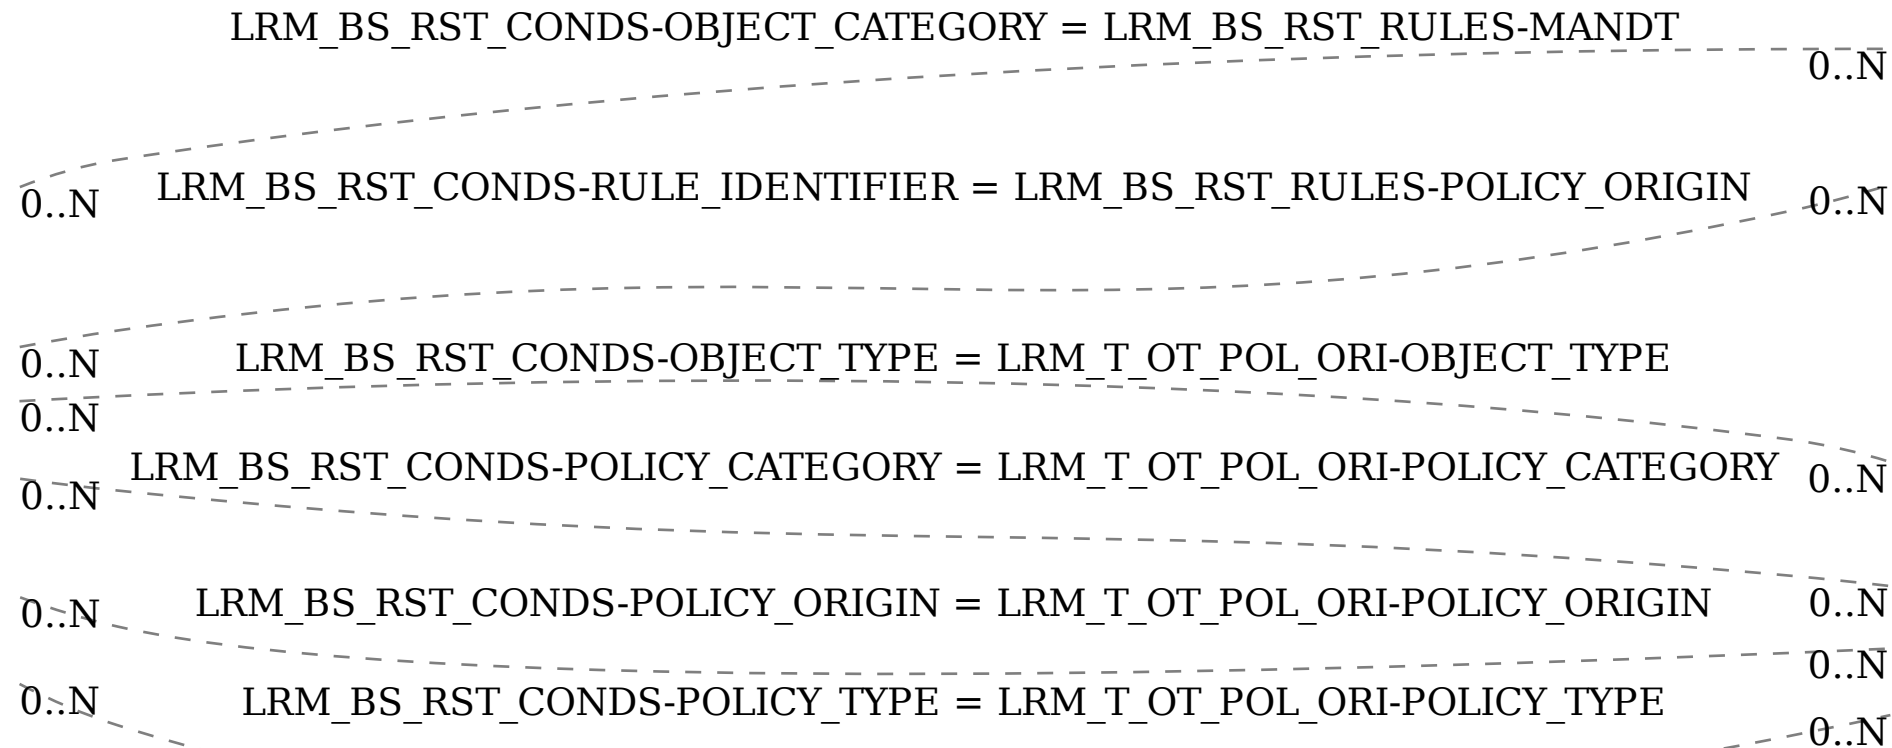 LRM_BS_RST_CONDS-OBJECT_CATEGORY = LRM_BS_RST_RULES-MANDT
0..N
0..N LRM_BS_RST_CONDS-RULE_IDENTIFIER = LRM_BS_RST_RULES-POLICY_ORIGIN 0..N
0..N LRM_BS_RST_CONDS-OBJECT_TYPE = LRM_T_OT_POL_ORI-OBJECT_TYPE
0..N
LRM_BS_RST_CONDS-POLICY_CATEGORY = LRM_T_OT_POL_ORI-POLICY_CATEGORY 0..N
0..N
0..N LRM_BS_RST_CONDS-POLICY_ORIGIN = LRM_T_OT_POL_ORI-POLICY_ORIGIN 0..N
0..N
0..N LRM_BS_RST_CONDS-POLICY_TYPE = LRM_T_OT_POL_ORI-POLICY_TYPE
0..N